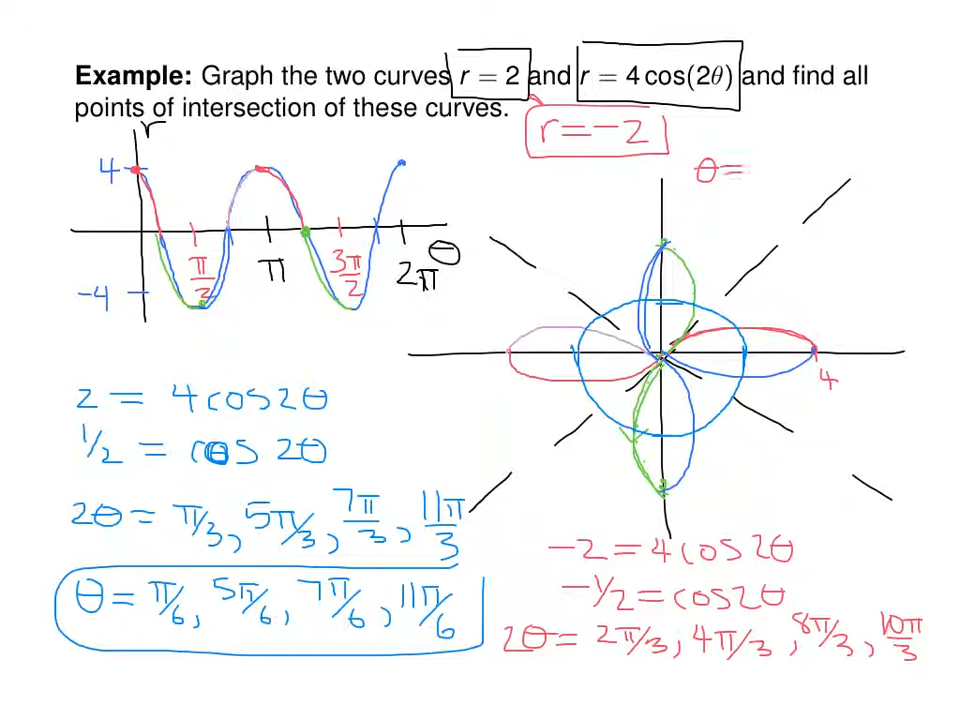 Example: Graph the two curves r = 2 and r = 4 cos(2θ) and find all
points of intersection of these curves.
r = -2
r
4
-4
π/2
π
3π/2
2π
θ
θ =
4
2 = 4cos2θ
1/2 = cos 2θ
2θ = π/3, 5π/3, 7π/3, 11π/3
θ = π/6, 5π/6, 7π/6, 11π/6
-2 = 4cos2θ
-1/2 = cos2θ
2θ = 2π/3, 4π/3, 8π/3, 10π/3